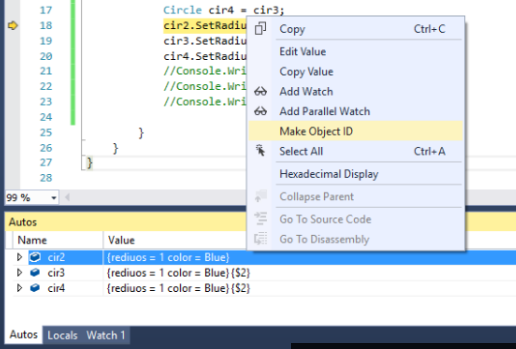 17 Circle cir4 = cir3;
18 cir2.SetRadiu
19 cir3.SetRadiu
20 cir4.SetRadiu
21 //Console.Wri
22 //Console.Wri
23 //Console.Wri
24
25 }
26 }
27 }
28
Copy Ctrl+C
Edit Value
Copy Value
Add Watch
Add Parallel Watch
Make Object ID
Select All Ctrl+A
Hexadecimal Display
Collapse Parent
Go To Source Code
Go To Disassembly
99 %
Autos
Name Value
cir2 {rediuos = 1 color = Blue}
cir3 {rediuos = 1 color = Blue}{$2}
cir4 {rediuos = 1 color = Blue}{$2}
Autos Locals Watch 1